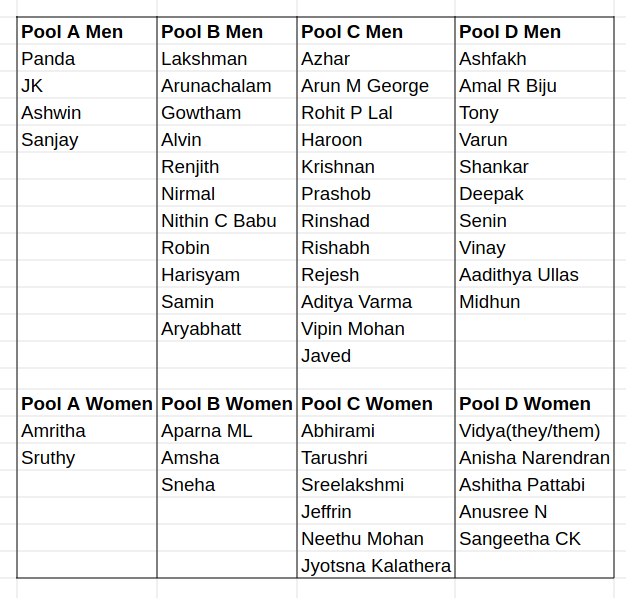 Pool A Men Pool B Men Pool C Men Pool D Men
Panda Lakshman Azhar Ashfakh
JK Arunachalam Arun M George Amal R Biju
Ashwin Gowtham Rohit P Lal Tony
Sanjay Alvin Haroon Varun
Renjith Krishnan Shankar
Nirmal Prashob Deepak
Nithin C Babu Rinshad Senin
Robin Rishabh Vinay
Harisyam Rejesh Aadithya Ullas
Samin Aditya Varma Midhun
Aryabhatt Vipin Mohan
Javed
Pool A Women Pool B Women Pool C Women Pool D Women
Amritha Aparna ML Abhirami Vidya(they/them)
Sruthy Amsha Tarushri Anisha Narendran
Sneha Sreelakshmi Ashitha Pattabi
Jeffrin Anusree N
Neethu Mohan Sangeetha CK
Jyotsna Kalathera